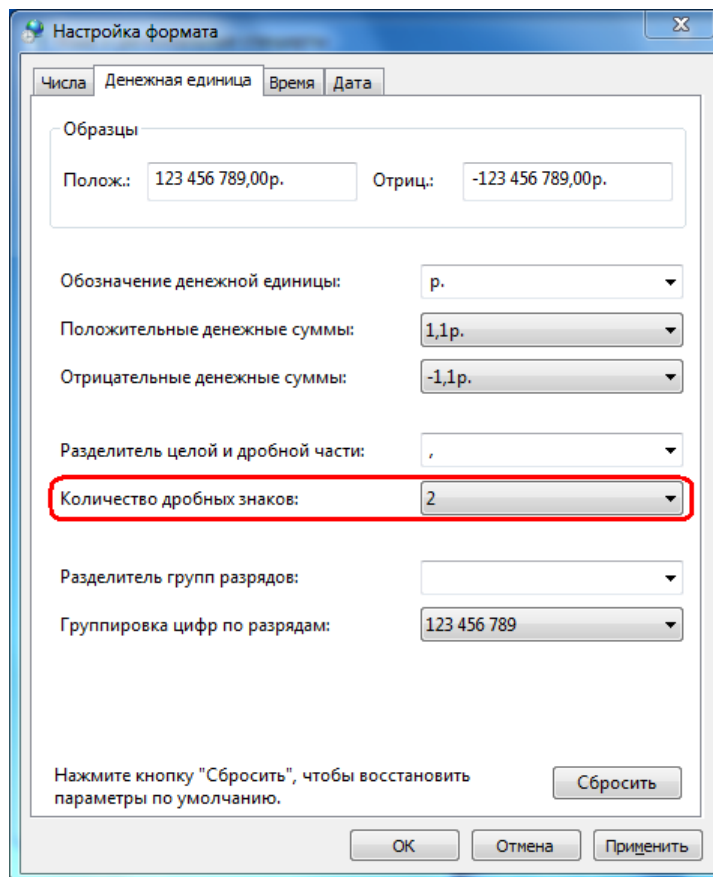 Настройка формата
Числа Денежная единица Время Дата
Образцы
Полож.: 123 456 789,00р. Отриц.: -123 456 789,00р.
Обозначение денежной единицы: р.
Положительные денежные суммы: 1,1р.
Отрицательные денежные суммы: -1,1р.
Разделитель целой и дробной части: ,
Количество дробных знаков: 2
Разделитель групп разрядов:
Группировка цифр по разрядам: 123 456 789
Нажмите кнопку "Сбросить", чтобы восстановить
параметры по умолчанию.
Сбросить
ОК Отмена Применить